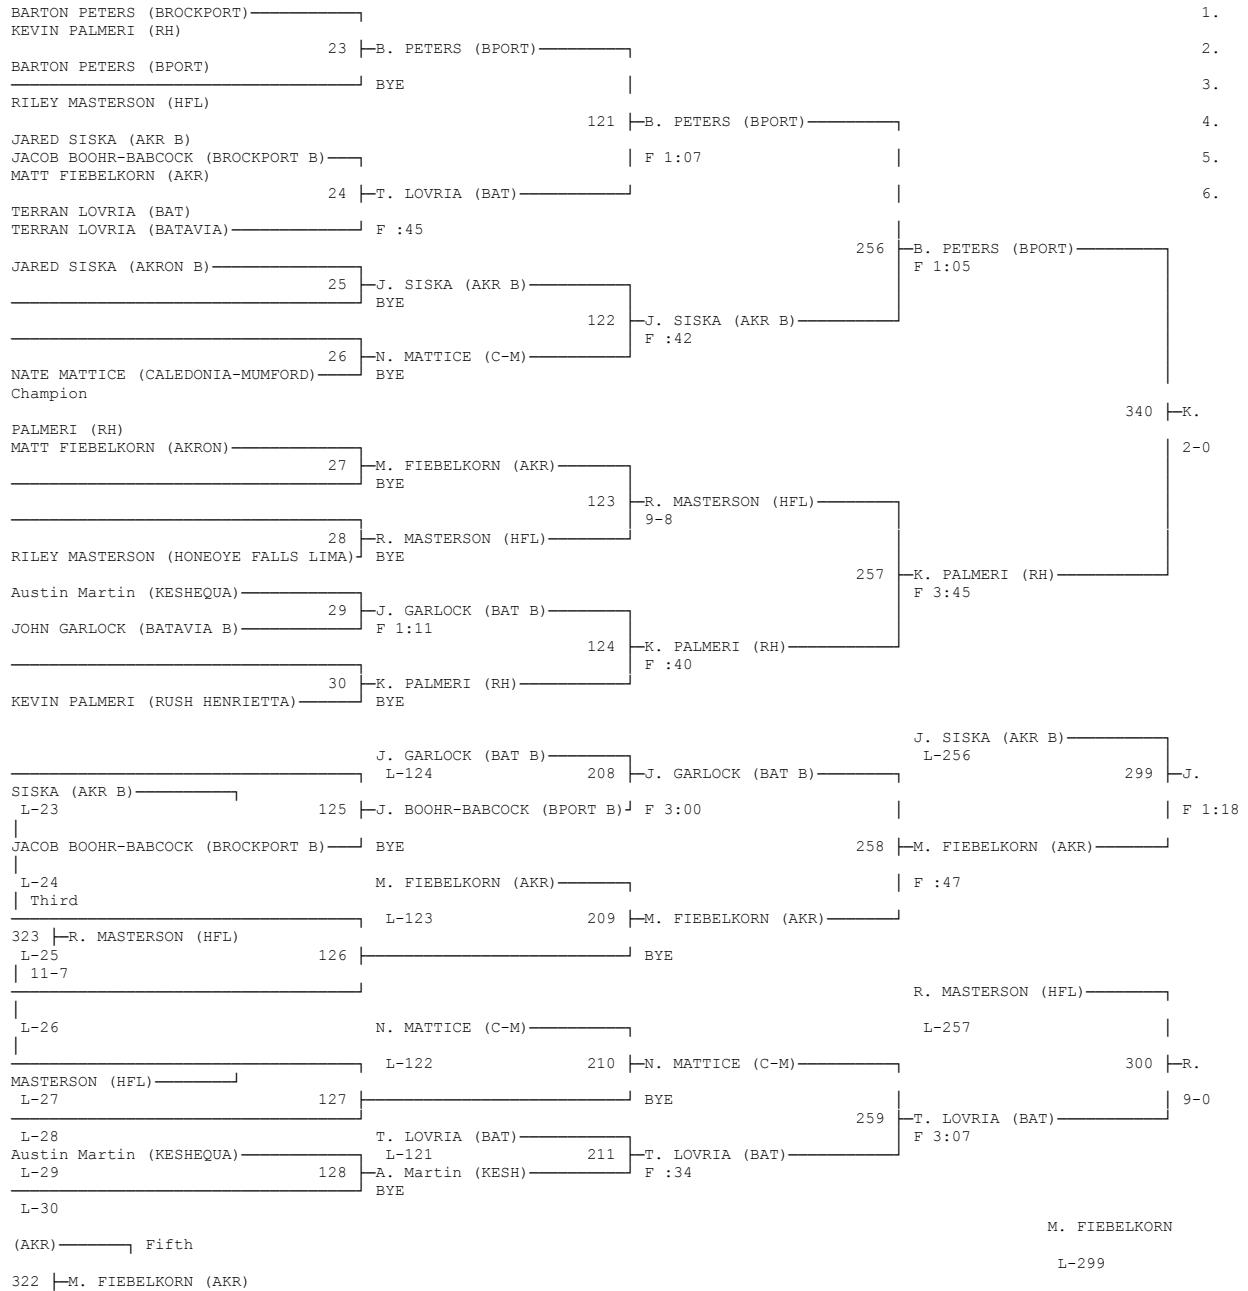 BARTON PETERS (BROCKPORT) 1.
KEVIN PALMERI (RH)
23 B. PETERS (BPORT) 2.
BARTON PETERS (BPORT)
BYE 3.
RILEY MASTERSON (HFL)
121 B. PETERS (BPORT) 4.
JARED SISKA (AKR B)
JACOB BOOHR-BABCOCK (BROCKPORT B) F 1:07 5.
MATT FIEBELKORN (AKR)
24 T. LOVRIA (BAT) 6.
TERRAN LOVRIA (BAT)
TERRAN LOVRIA (BATAVIA) F :45
256 B. PETERS (BPORT)
JARED SISKA (AKRON B) F 1:05
25 J. SISKA (AKR B)
BYE
122 J. SISKA (AKR B)
F :42
26 N. MATTICE (C-M)
NATE MATTICE (CALEDONIA-MUMFORD) BYE
Champion
340 K.
PALMERI (RH)
MATT FIEBELKORN (AKRON) 2-0
27 M. FIEBELKORN (AKR)
BYE
123 R. MASTERSON (HFL)
9-8
28 R. MASTERSON (HFL)
RILEY MASTERSON (HONEOYE FALLS LIMA) BYE
257 K. PALMERI (RH)
Austin Martin (KESHEQUA) F 3:45
29 J. GARLOCK (BAT B)
JOHN GARLOCK (BATAVIA B) F 1:11
124 K. PALMERI (RH)
F :40
30 K. PALMERI (RH)
KEVIN PALMERI (RUSH HENRIETTA) BYE
J. SISKA (AKR B)
J. GARLOCK (BAT B) L-256
L-124 208 J. GARLOCK (BAT B) 299 J.
SISKA (AKR B)
L-23 125 J. BOOHR-BABCOCK (BPORT B) F 3:00 F 1:18
JACOB BOOHR-BABCOCK (BROCKPORT B) BYE 258 M. FIEBELKORN (AKR)
L-24 M. FIEBELKORN (AKR) F :47
Third
L-123 209 M. FIEBELKORN (AKR)
323 R. MASTERSON (HFL)
L-25 126 BYE
11-7
R. MASTERSON (HFL)
L-26 N. MATTICE (C-M) L-257
L-122 210 N. MATTICE (C-M) 300 R.
MASTERSON (HFL)
L-27 127 BYE 9-0
259 T. LOVRIA (BAT)
L-28 T. LOVRIA (BAT) F 3:07
Austin Martin (KESHEQUA) L-121 211 T. LOVRIA (BAT)
L-29 128 A. Martin (KESH) F :34
BYE
L-30
M. FIEBELKORN
(AKR) Fifth
L-299
322 M. FIEBELKORN (AKR)